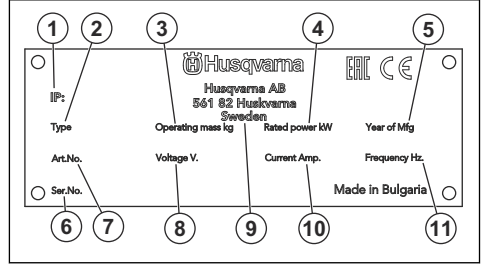 1 2 3 4 5
Husqvarna EAC CE
IP:
Husqvarna AB
561 82 Huskvarna
Sweden
Type Operating mass kg Rated power kW Year of Mfg
Art.No. Voltage V. Current Amp. Frequency Hz.
Ser.No. Made in Bulgaria
6 7 8 9 10 11